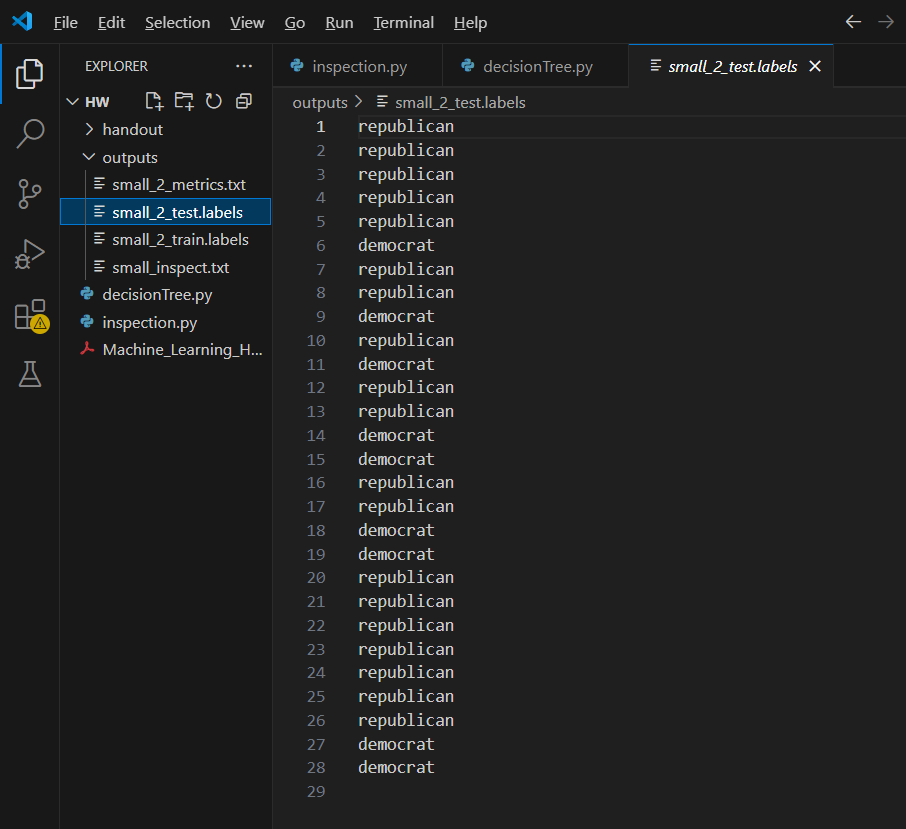 File Edit Selection View Go Run Terminal Help
EXPLORER
HW
handout
outputs
small_2_metrics.txt
small_2_test.labels
small_2_train.labels
small_inspect.txt
decisionTree.py
inspection.py
Machine_Learning_H...
inspection.py decisionTree.py small_2_test.labels
outputs > small_2_test.labels
1 republican
2 republican
3 republican
4 republican
5 republican
6 democrat
7 republican
8 republican
9 democrat
10 republican
11 democrat
12 republican
13 republican
14 democrat
15 democrat
16 republican
17 republican
18 democrat
19 democrat
20 republican
21 republican
22 republican
23 republican
24 republican
25 republican
26 republican
27 democrat
28 democrat
29